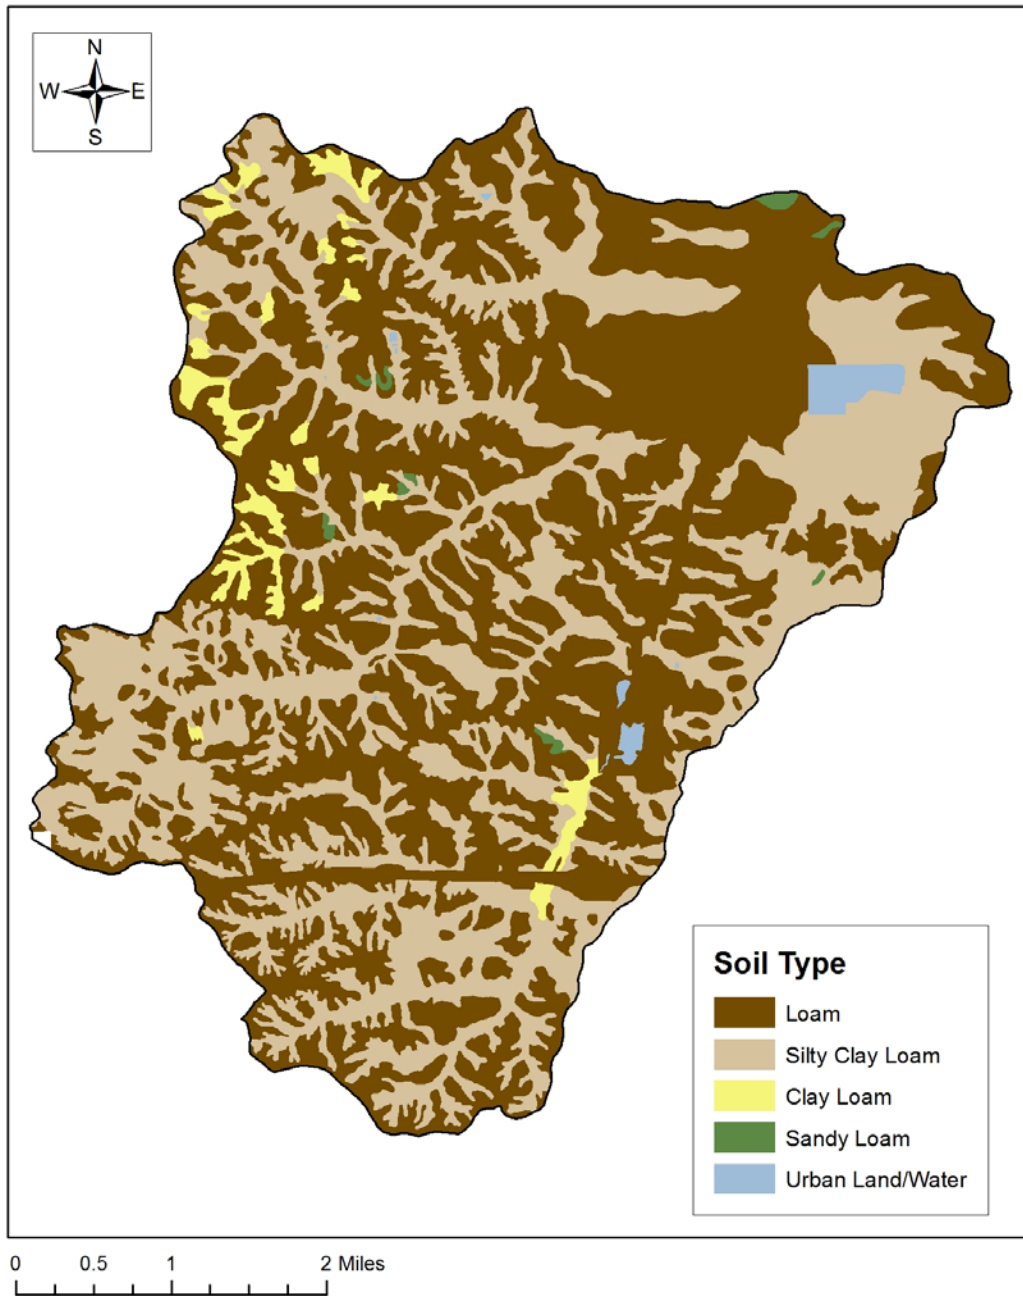 N
W E
S
Soil Type
Loam
Silty Clay Loam
Clay Loam
Sandy Loam
Urban Land/Water
0 0.5 1 2 Miles